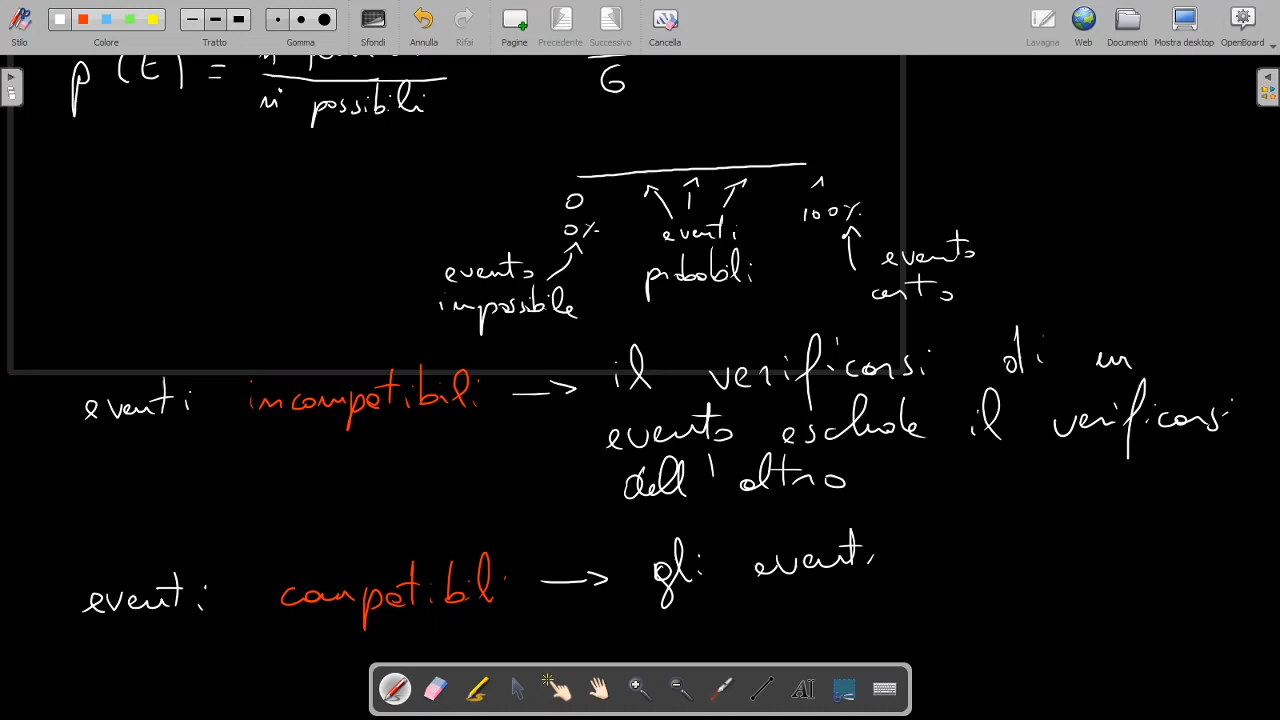 Stilo Colore Tratto Gomma Sfondi Annulla Rifai Pagine Precedente Successivo Cancella Lavagna Web Documenti Mostra desktop OpenBoard
p (E) =
n° possibili
6
0
0%
100%
eventi
probabili
evento
impossibile
evento
certo
eventi incompatibili → il verificarsi di un
evento esclude il verificarsi
dell'altro
eventi compatibili → gli eventi